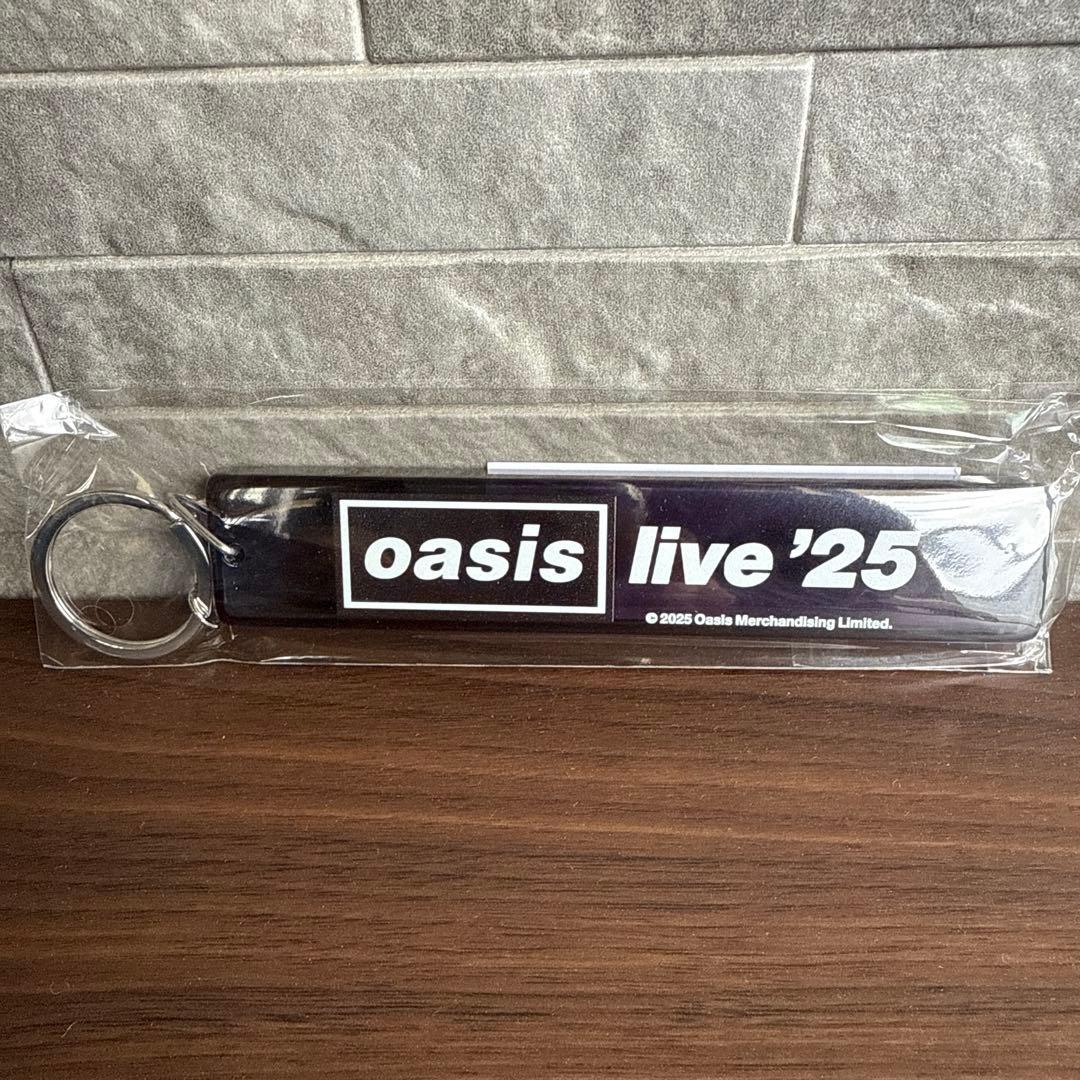 oasis live ’25
© 2025 Oasis Merchandising Limited.